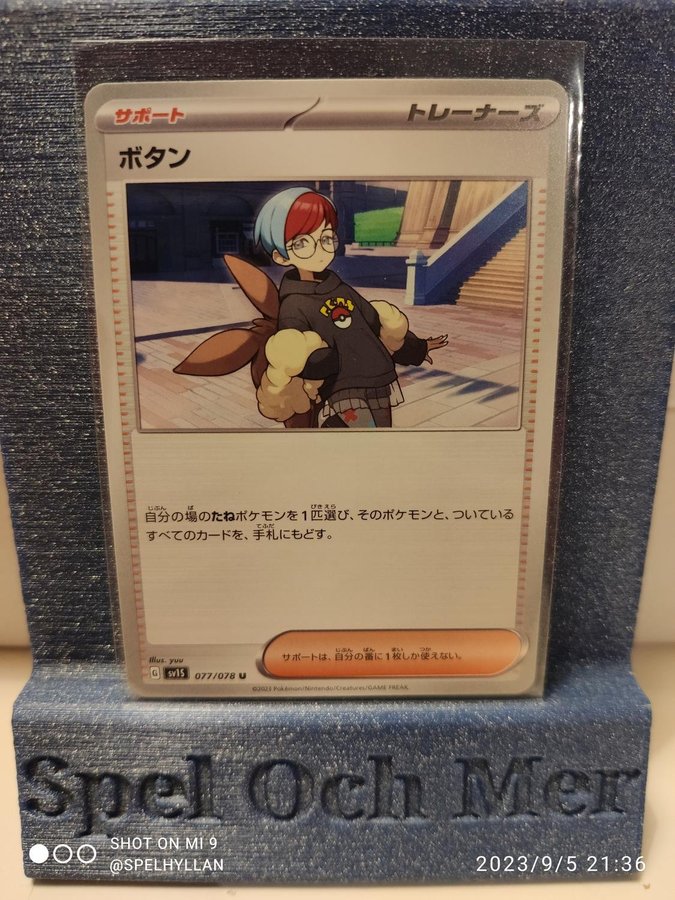 サポート トレーナーズ
ボタン
自分の場のたねポケモンを1匹選び、そのポケモンと、ついている
すべてのカードを、手札にもどす。
サポートは、自分の番に1枚しか使えない。
Illus. yuu
G sv1S 077/078 U
©2023 Pokémon/Nintendo/Creatures/GAME FREAK.
Spel Och Mer
SHOT ON MI 9
@SPELHYLLAN
2023/9/5 21:36